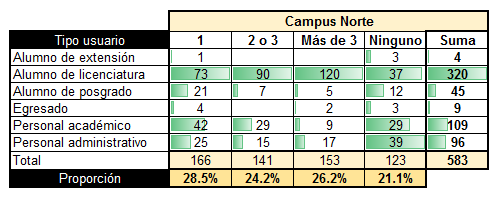 Campus Norte
Tipo usuario 1 2 o 3 Más de 3 Ninguno Suma
Alumno de extensión 1 3 4
Alumno de licenciatura 73 90 120 37 320
Alumno de posgrado 21 7 5 12 45
Egresado 4 2 3 9
Personal académico 42 29 9 29 109
Personal administrativo 25 15 17 39 96
Total 166 141 153 123 583
Proporción 28.5% 24.2% 26.2% 21.1%